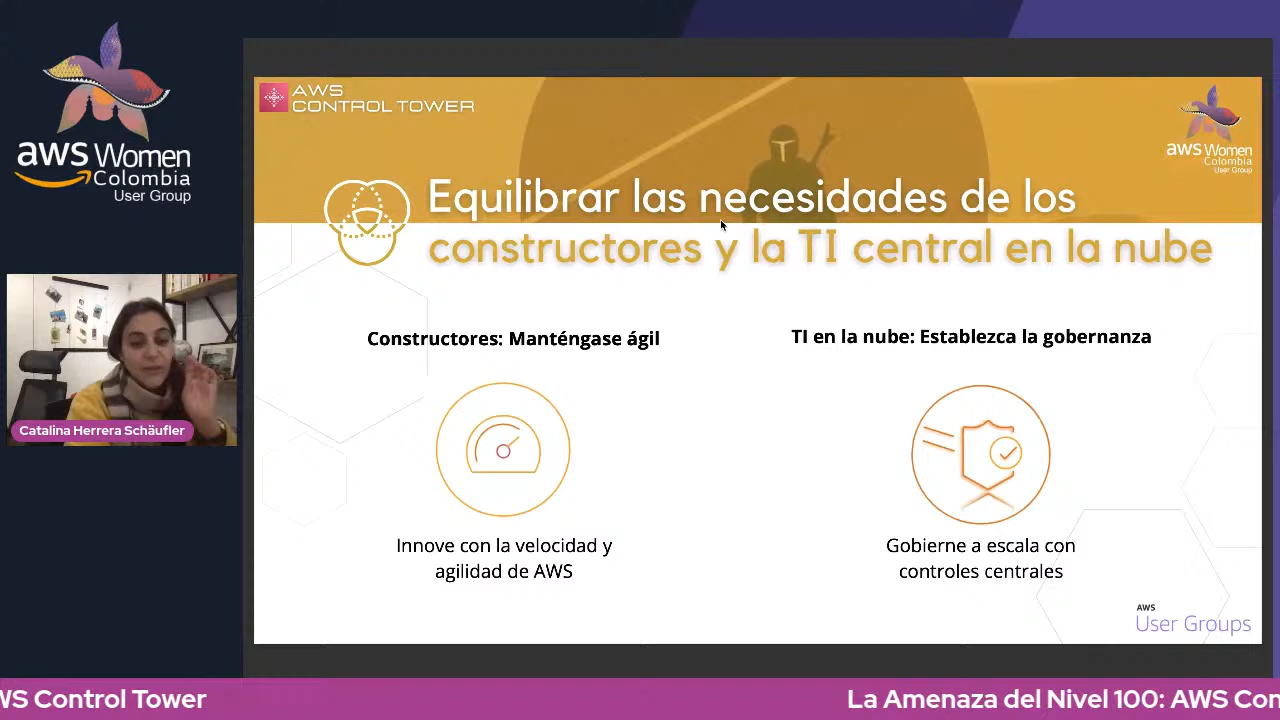 aws Women
Colombia
User Group
Catalina Herrera Schäufler
AWS
CONTROL TOWER
aws Women
Colombia
User Group
Equilibrar las necesidades de los
constructores y la TI central en la nube
Constructores: Manténgase ágil
Innove con la velocidad y
agilidad de AWS
TI en la nube: Establezca la gobernanza
Gobierne a escala con
controles centrales
AWS
User Groups
WS Control Tower
La Amenaza del Nivel 100: AWS Con